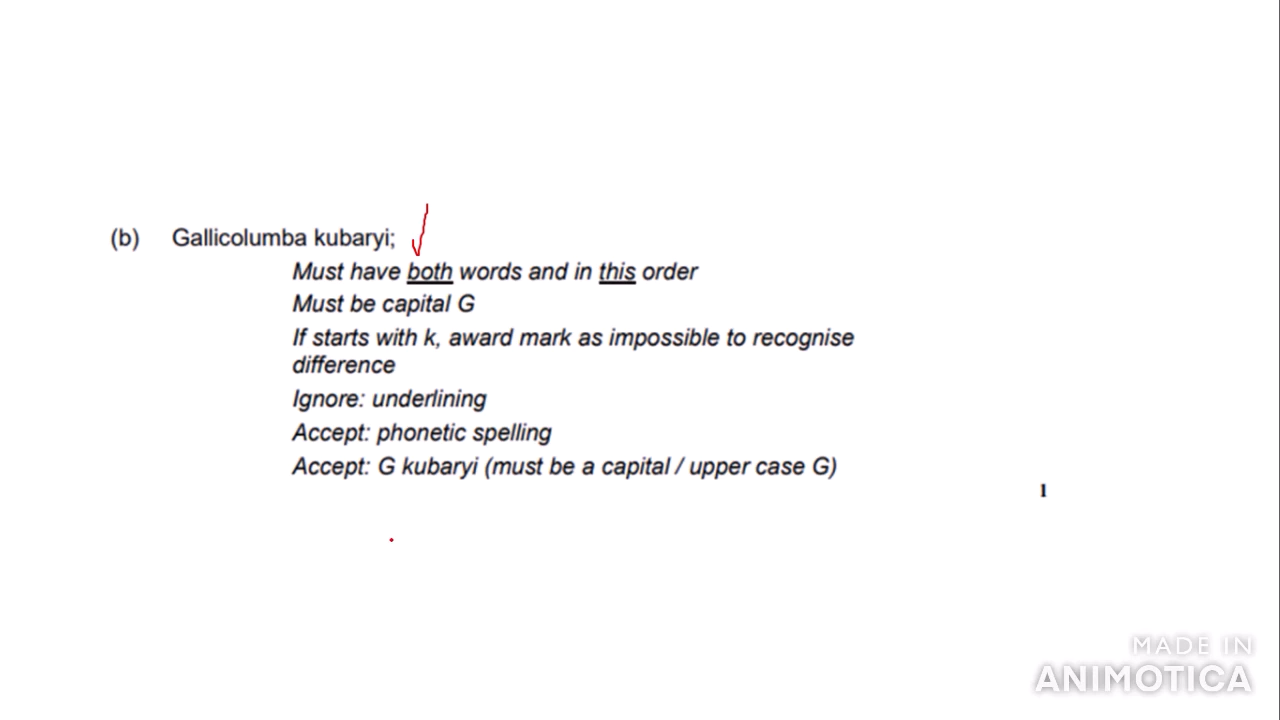 (b) Gallicolumba kubaryi;
Must have both words and in this order
Must be capital G
If starts with k, award mark as impossible to recognise
difference
Ignore: underlining
Accept: phonetic spelling
Accept: G kubaryi (must be a capital / upper case G)
1
MADE IN
ANIMOTICA